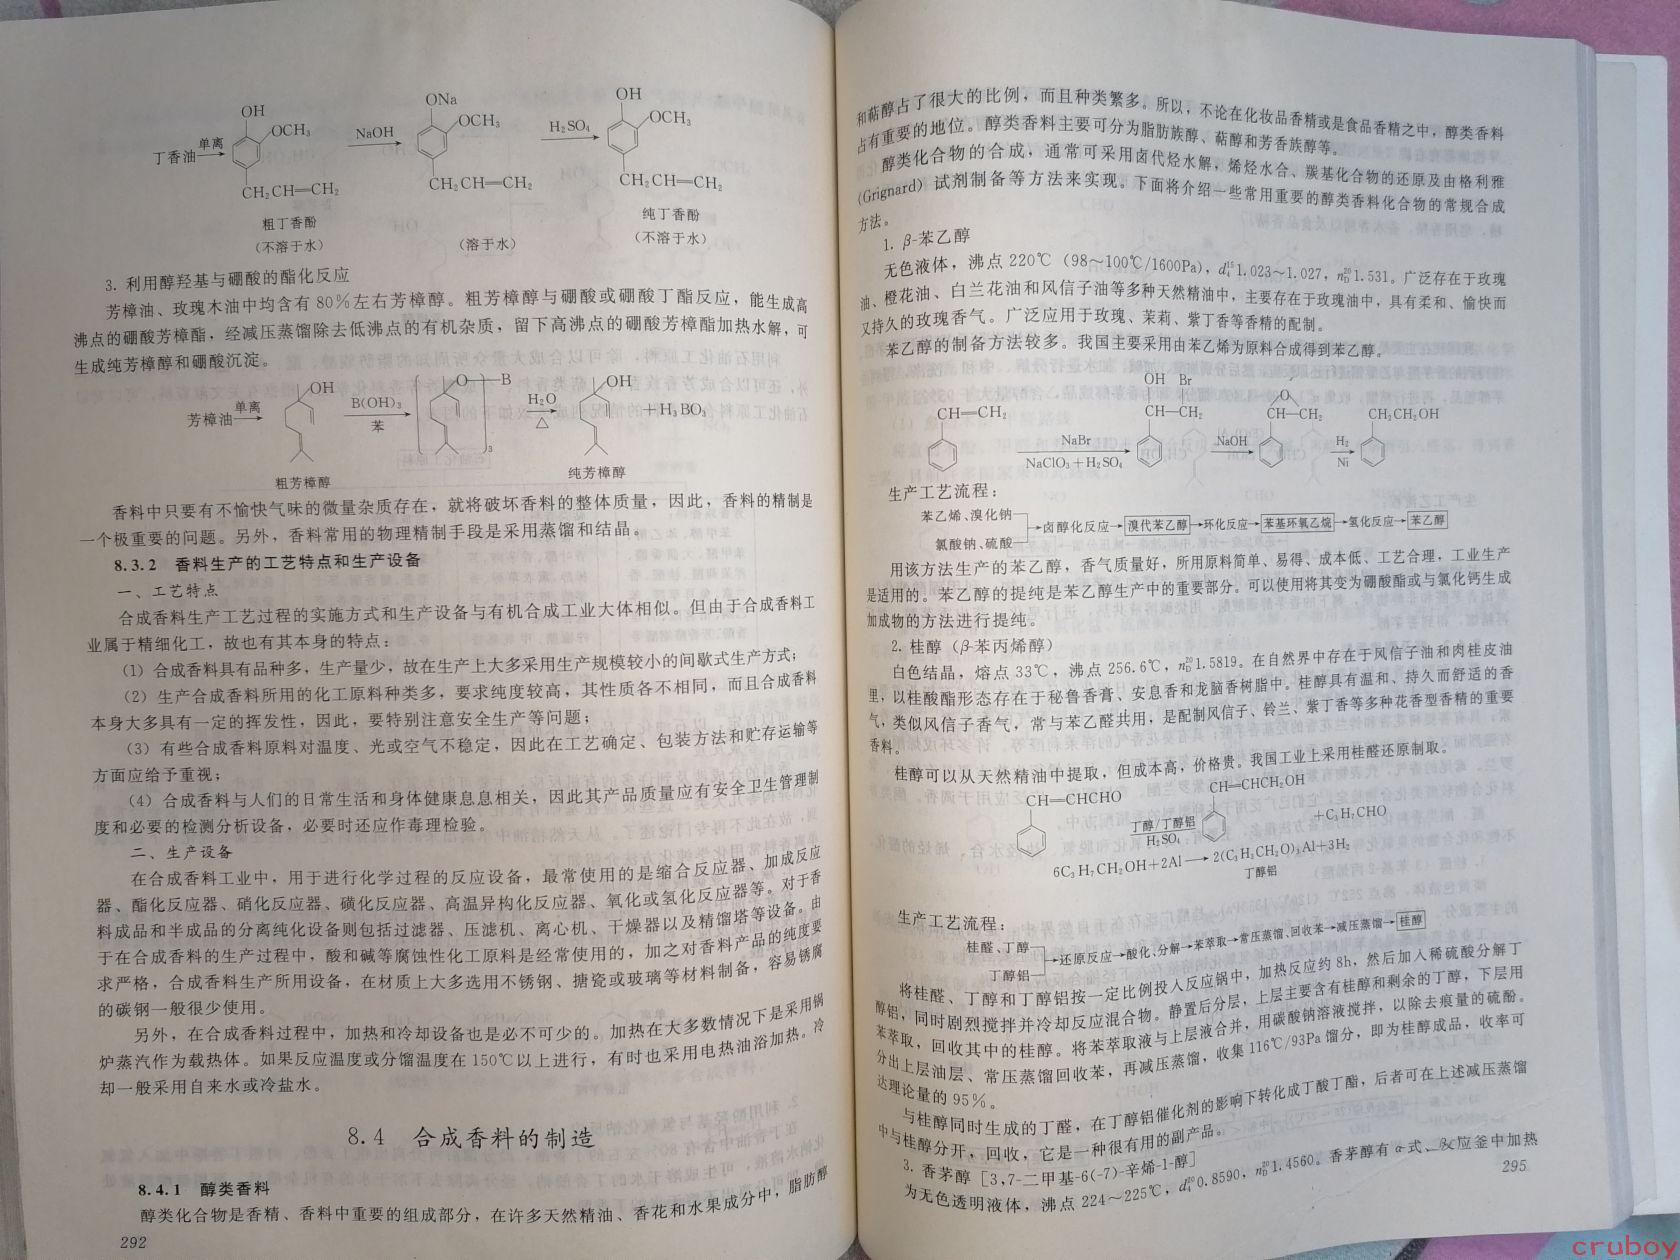 OH
OCH₃
丁香油 单离
CH₂CH═CH₂
粗丁香酚
(不溶于水)
NaOH
ONa
OCH₃
CH₂CH═CH₂
(溶于水)
H₂SO₄
OH
OCH₃
CH₂CH═CH₂
纯丁香酚
(不溶于水)
3. 利用醇羟基与硼酸的酯化反应
芳樟油、玫瑰木油中均含有 80%左右芳樟醇。粗芳樟醇与硼酸或硼酸丁酯反应，能生成高
沸点的硼酸芳樟酯，经减压蒸馏除去低沸点的有机杂质，留下高沸点的硼酸芳樟酯加热水解，可
生成纯芳樟醇和硼酸沉淀。
芳樟油 单离
OH
粗芳樟醇
B(OH)₃
苯
O—B
3
H₂O
△
OH
纯芳樟醇
+H₃BO₃
香料中只要有不愉快气味的微量杂质存在，就将破坏香料的整体质量，因此，香料的精制是
一个极重要的问题。另外，香料常用的物理精制手段是采用蒸馏和结晶。
8.3.2 香料生产的工艺特点和生产设备
一、工艺特点
合成香料生产工艺过程的实施方式和生产设备与有机合成工业大体相似。但由于合成香料工
业属于精细化工，故也有其本身的特点：
(1) 合成香料具有品种多，生产量少，故在生产上大多采用生产规模较小的间歇式生产方式；
(2) 生产合成香料所用的化工原料种类多，要求纯度较高，其性质各不相同，而且合成香料
本身大多具有一定的挥发性，因此，要特别注意安全生产等问题；
(3) 有些合成香料原料对温度、光或空气不稳定，因此在工艺确定、包装方法和贮存运输等
方面应给予重视；
(4) 合成香料与人们的日常生活和身体健康息息相关，因此其产品质量应有安全卫生管理制
度和必要的检测分析设备，必要时还应作毒理检验。
二、生产设备
在合成香料工业中，用于进行化学过程的反应设备，最常使用的是缩合反应器、加成反应
器、酯化反应器、硝化反应器、磺化反应器、高温异构化反应器、氧化或氢化反应器等。对于香
料成品和半成品的分离纯化设备则包括过滤器、压滤机、离心机、干燥器以及精馏塔等设备。由
于在合成香料的生产过程中，酸和碱等腐蚀性化工原料是经常使用的，加之对香料产品的纯度要
求严格，合成香料生产所用设备，在材质上大多选用不锈钢、搪瓷或玻璃等材料制备，容易锈腐
的碳钢一般很少使用。
另外，在合成香料过程中，加热和冷却设备也是必不可少的。加热在大多数情况下是采用锅
炉蒸汽作为载热体。如果反应温度或分馏温度在 150℃以上进行，有时也采用电热油浴加热。冷
却一般采用自来水或冷盐水。
8.4 合成香料的制造
8.4.1 醇类香料
醇类化合物是香精、香料中重要的组成部分，在许多天然精油、香花和水果成分中，脂肪醇
292
和萜醇占了很大的比例，而且种类繁多。所以，不论在化妆品香精或是食品香精之中，醇类香料
占有重要的地位。醇类香料主要可分为脂肪族醇、萜醇和芳香族醇等。
醇类化合物的合成，通常可采用卤代烃水解，烯烃水合、羰基化合物的还原及由格利雅
(Grignard) 试剂制备等方法来实现。下面将介绍一些常用重要的醇类香料化合物的常规合成
方法。
1. β-苯乙醇
无色液体，沸点 220℃ (98～100℃/1600Pa)，d₄¹⁵1.023～1.027，n_D²⁰1.531。广泛存在于玫瑰
油、橙花油、白兰花油和风信子油等多种天然精油中，主要存在于玫瑰油中，具有柔和、愉快而
又持久的玫瑰香气。广泛应用于玫瑰、茉莉、紫丁香等香精的配制。
苯乙醇的制备方法较多。我国主要采用由苯乙烯为原料合成得到苯乙醇。
CH═CH₂
NaBr
NaClO₃+H₂SO₄
OH Br
CH—CH₂
NaOH
O
CH—CH₂
H₂
Ni
CH₂CH₂OH
生产工艺流程：
苯乙烯、溴化钠
氯酸钠、硫酸
→卤醇化反应→溴代苯乙醇→环化反应→苯基环氧乙烷→氢化反应→苯乙醇
用该方法生产的苯乙醇，香气质量好，所用原料简单、易得、成本低、工艺合理，工业生产
是适用的。苯乙醇的提纯是苯乙醇生产中的重要部分。可以使用将其变为硼酸酯或与氯化钙生成
加成物的方法进行提纯。
2. 桂醇 (β-苯丙烯醇)
白色结晶，熔点 33℃，沸点 256.6℃，n_D²⁰1.5819。在自然界中存在于风信子油和肉桂皮油
里，以桂酸酯形态存在于秘鲁香膏、安息香和龙脑香树脂中。桂醇具有温和、持久而舒适的香
气，类似风信子香气，常与苯乙醛共用，是配制风信子、铃兰、紫丁香等多种花香型香精的重要
香料。
桂醇可以从天然精油中提取，但成本高，价格贵。我国工业上采用桂醛还原制取。
CH═CHCHO
丁醇/丁醇铝
H₂SO₄
CH═CHCH₂OH
+C₃H₇CHO
6C₃H₇CH₂OH+2Al→2(C₃H₇CH₂O)₃Al+3H₂
丁醇铝
生产工艺流程：
桂醛、丁醇
丁醇铝
→还原反应→酸化、分解→苯萃取→常压蒸馏、回收苯→减压蒸馏→桂醇
将桂醛、丁醇和丁醇铝按一定比例投入反应锅中，加热反应约 8h，然后加入稀硫酸分解丁
醇铝，同时剧烈搅拌并冷却反应混合物。静置后分层，上层主要含有桂醇和剩余的丁醇，下层用
苯萃取，回收其中的桂醇。将苯萃取液与上层液合并，用碳酸钠溶液搅拌，以除去痕量的硫酸。
分出上层油层、常压蒸馏回收苯，再减压蒸馏，收集 116℃/93Pa 馏分，即为桂醇成品，收率可
达理论量的 95%。
与桂醇同时生成的丁醛，在丁醇铝催化剂的影响下转化成丁酸丁酯，后者可在上述减压蒸馏
中与桂醇分开，回收，它是一种很有用的副产品。
3. 香茅醇 [3,7-二甲基-6(-7)-辛烯-1-醇]
为无色透明液体，沸点 224～225℃，d₄²⁰0.8590，n_D²⁰1.4560。香茅醇有 α-式、应釜中加热
295
cruboy